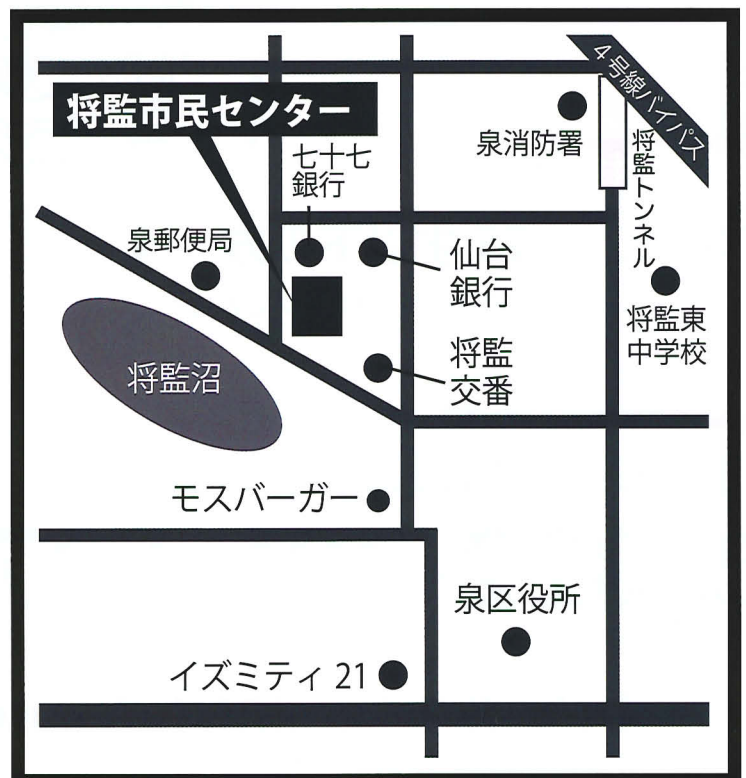 4号線バイパス
将監市民センター
泉消防署
将監トンネル
七十七
銀行
泉郵便局
仙台
銀行
将監東
中学校
将監
交番
将監沼
モスバーガー
泉区役所
イズミティ21